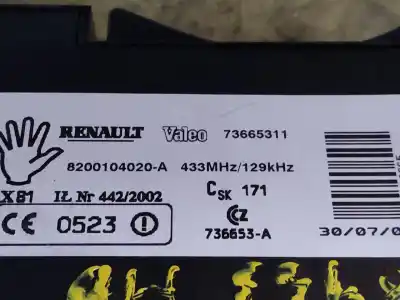 RENAULT Valeo 73665311
8200104020-A 433MHz/129kHz
X81 IŁ Nr 442/2002 CSK 171
CE 0523 736653-A 30/07/0